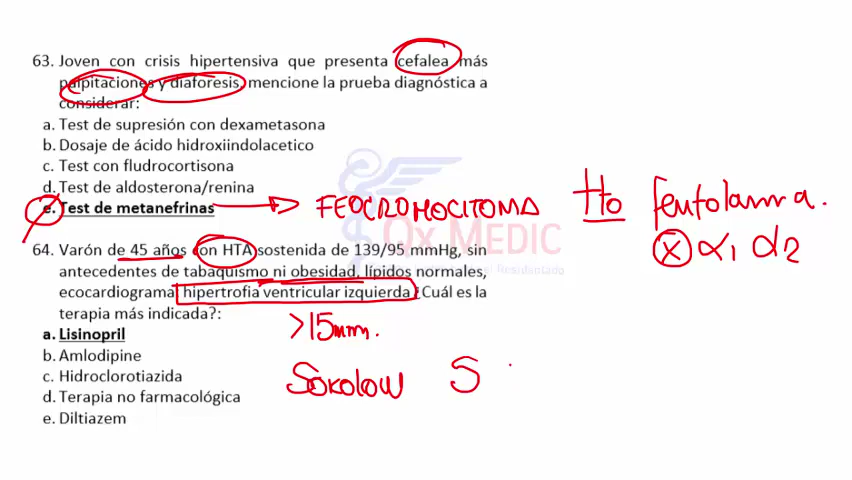 63. Joven con crisis hipertensiva que presenta cefalea más
palpitaciones y diaforesis, mencione la prueba diagnóstica a
considerar:
a. Test de supresión con dexametasona
b. Dosaje de ácido hidroxiindolacetico
c. Test con fludrocortisona
d. Test de aldosterona/renina
e. Test de metanefrinas
FEOCROMOCITOMA
Tto fentolamina.
X α1 α2
QX MEDIC
al Residentado
64. Varón de 45 años con HTA sostenida de 139/95 mmHg, sin
antecedentes de tabaquismo ni obesidad, lípidos normales,
ecocardiograma hipertrofia ventricular izquierda ¿Cuál es la
terapia más indicada?:
>15mm.
a. Lisinopril
b. Amlodipine
c. Hidroclorotiazida
d. Terapia no farmacológica
e. Diltiazem
Sokolow S